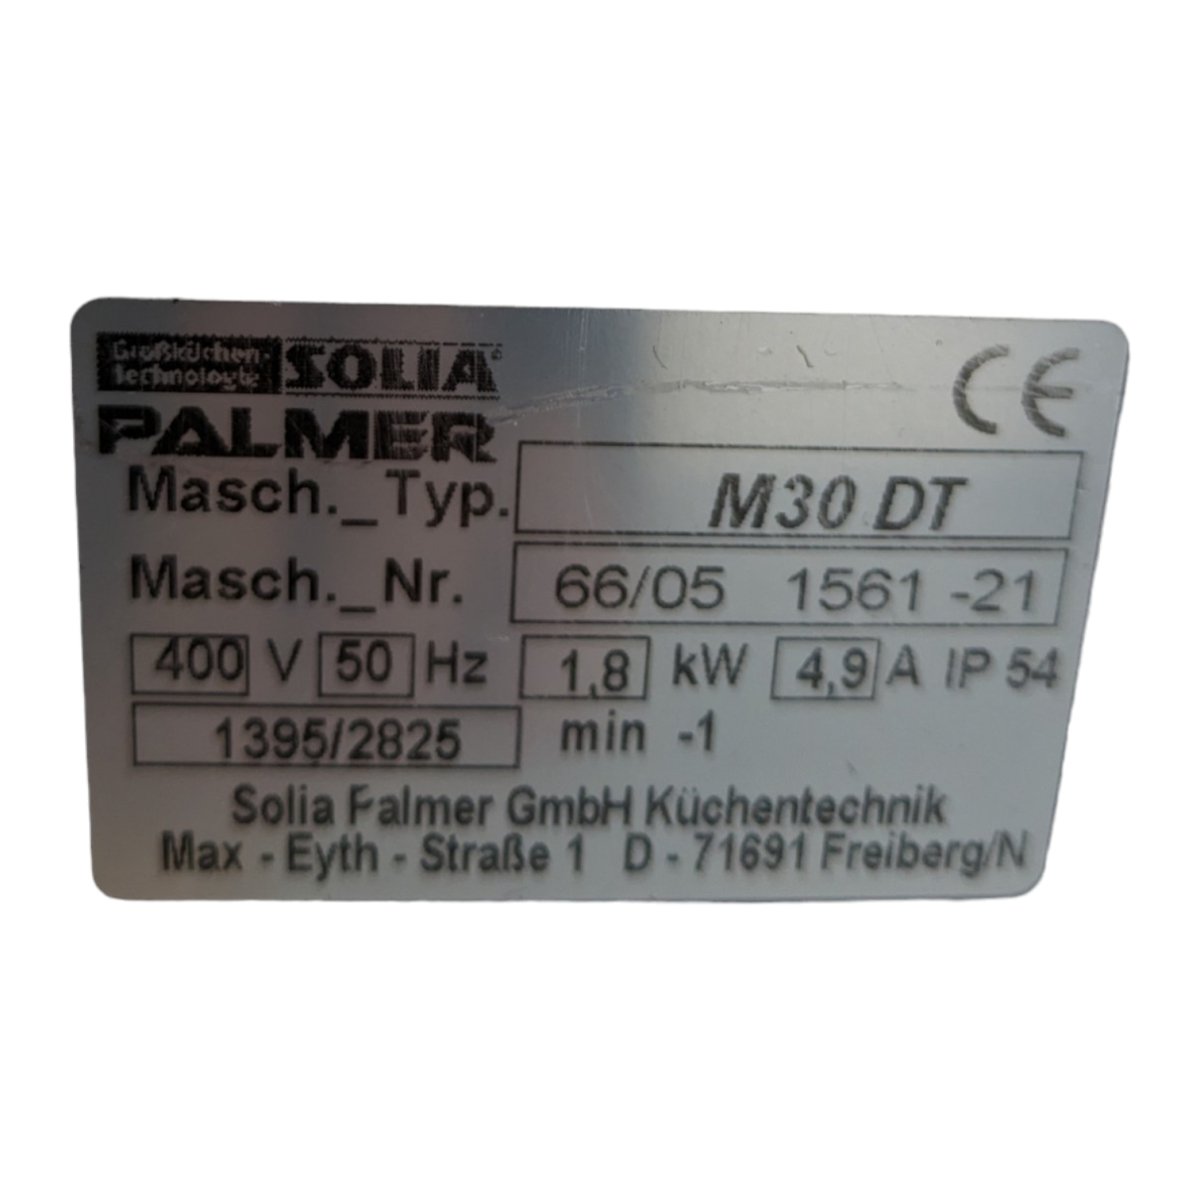 Großküchen-
Technologie SOLIA®
PALMER
Masch._Typ. M30 DT
Masch._Nr. 66/05 1561 -21
400 V 50 Hz 1,8 kW 4,9 A IP 54
1395/2825 min -1
Solia Palmer GmbH Küchentechnik
Max - Eyth - Straße 1 D - 71691 Freiberg/N
CE